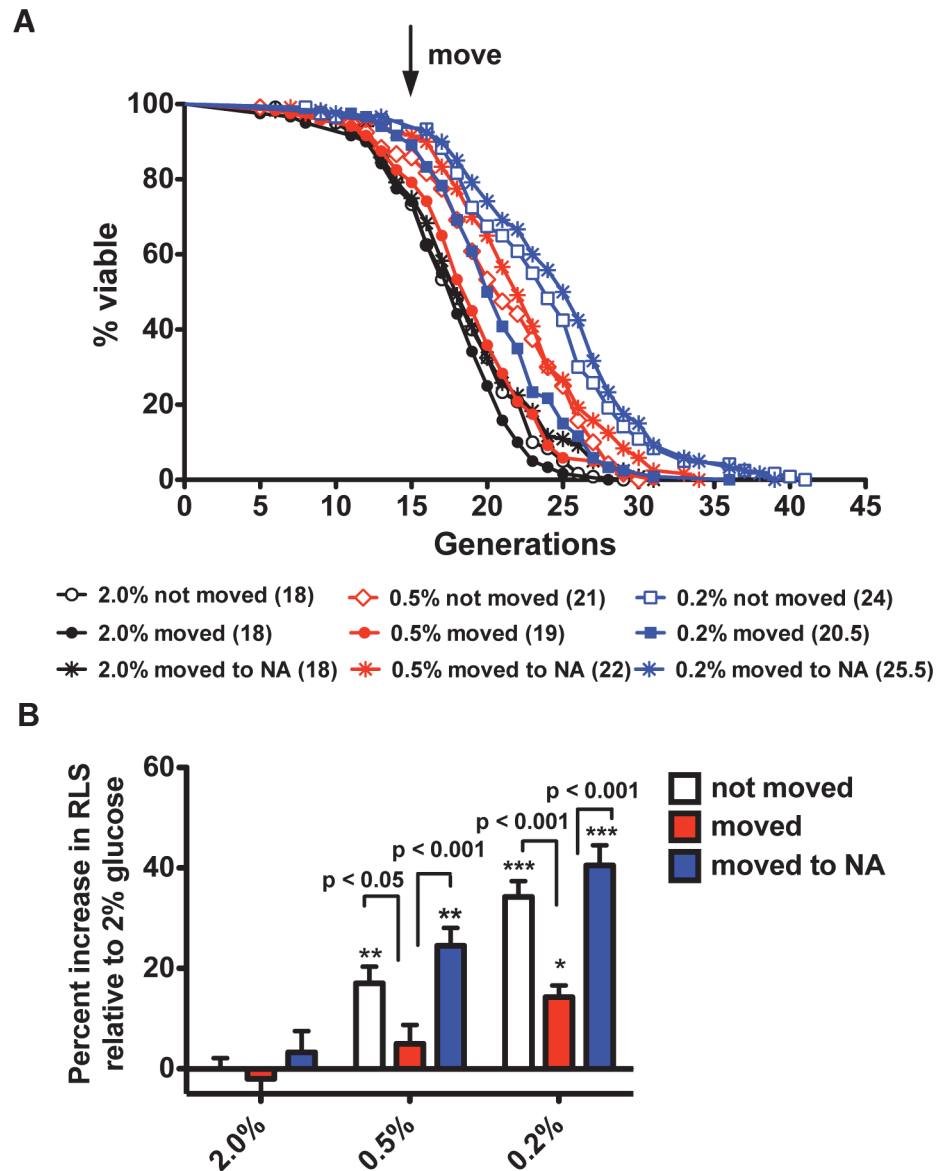 A
move
100
80
60
40
20
0
% viable
0 5 10 15 20 25 30 35 40 45
Generations
2.0% not moved (18) 0.5% not moved (21) 0.2% not moved (24)
2.0% moved (18) 0.5% moved (19) 0.2% moved (20.5)
2.0% moved to NA (18) 0.5% moved to NA (22) 0.2% moved to NA (25.5)
B
Percent increase in RLS
relative to 2% glucose
60
40
20
0
p < 0.05
p < 0.001
p < 0.001
p < 0.001
**
**
***
*
***
not moved
moved
moved to NA
2.0% 0.5% 0.2%